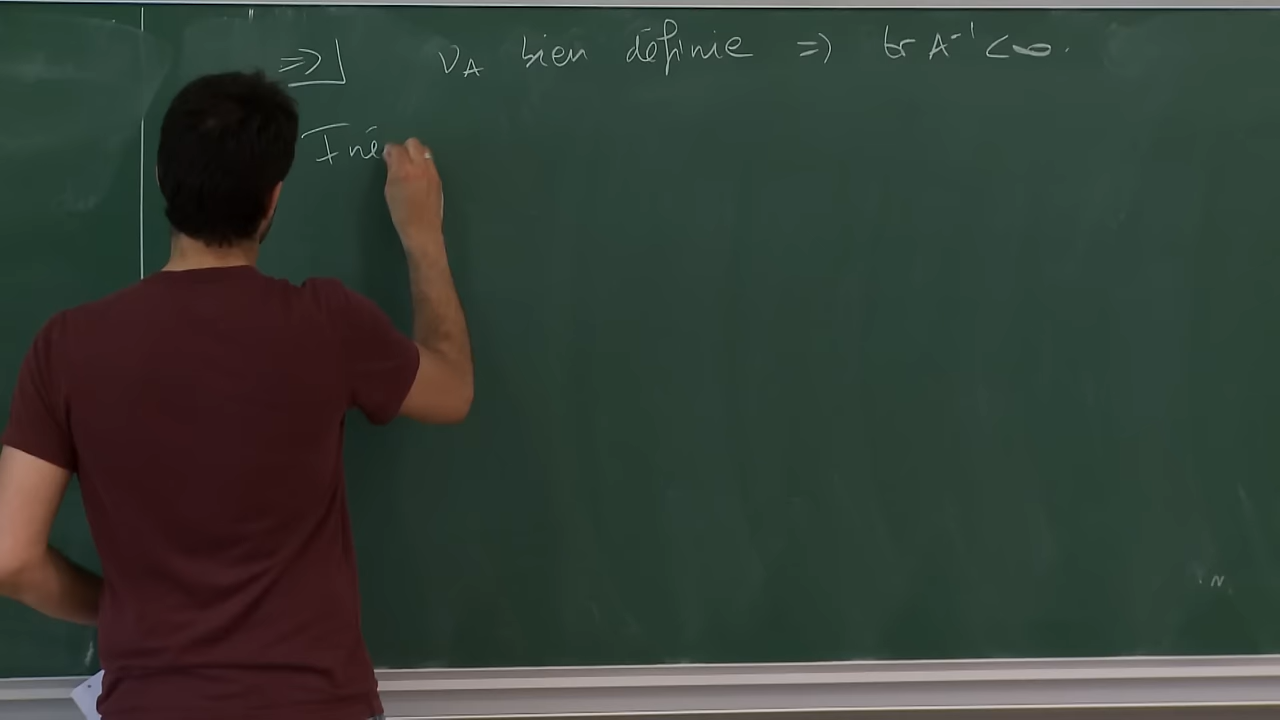 => ν_A bien définie => tr A⁻¹ < ∞.
Iné
N